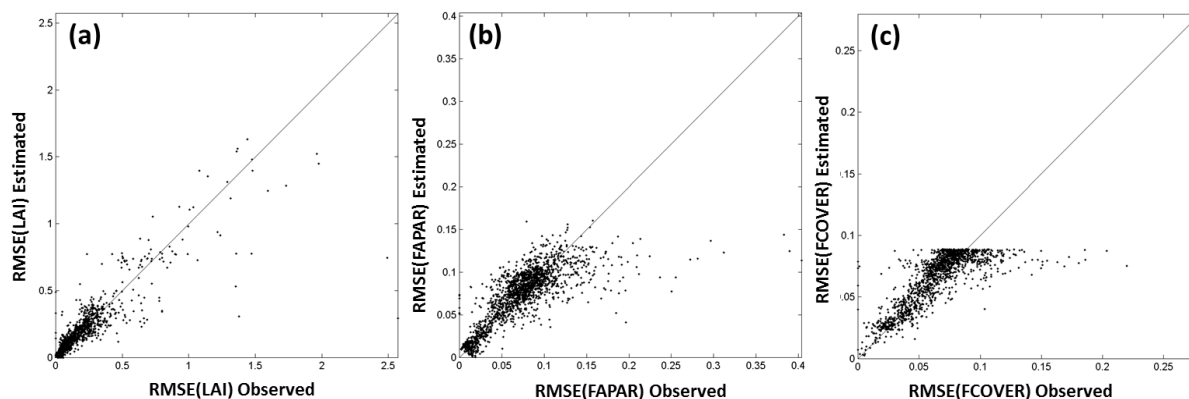 (a)
RMSE(LAI) Estimated
2.5
2
1.5
1
0.5
0
0 0.5 1 1.5 2 2.5
RMSE(LAI) Observed
(b)
RMSE(FAPAR) Estimated
0.4
0.35
0.3
0.25
0.2
0.15
0.1
0.05
0
0 0.05 0.1 0.15 0.2 0.25 0.3 0.35 0.4
RMSE(FAPAR) Observed
(c)
RMSE(FCOVER) Estimated
0.25
0.2
0.15
0.1
0.05
0
0 0.05 0.1 0.15 0.2 0.25
RMSE(FCOVER) Observed